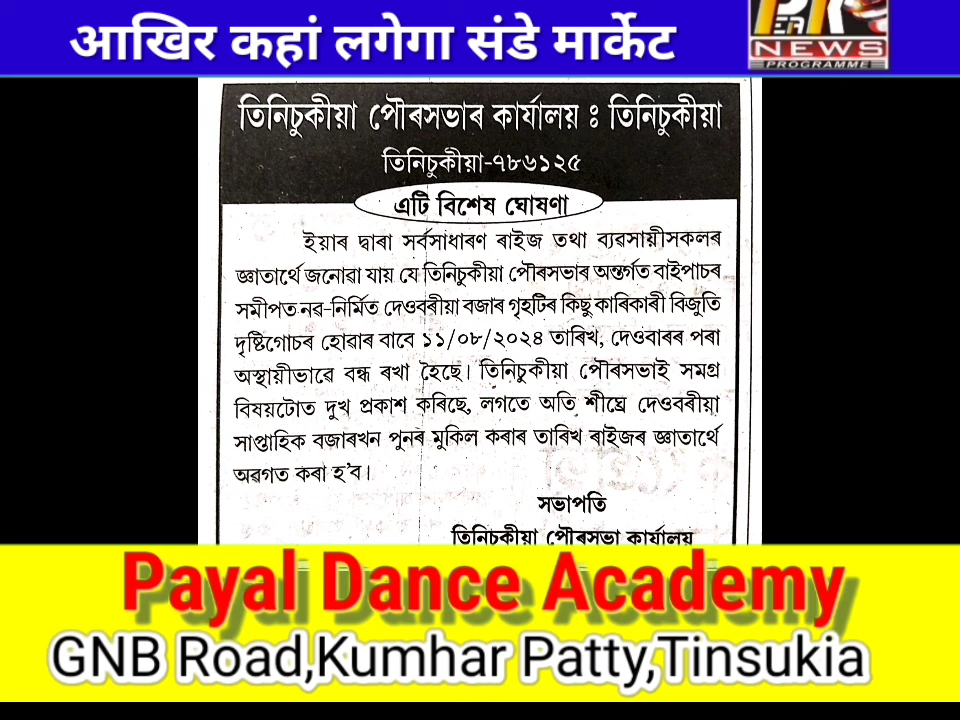 आखिर कहां लगेगा संडे मार्केट
PR
PEER
NEWS
PROGRAMME
তিনিচুকীয়া পৌৰসভাৰ কাৰ্যালয় ঃ তিনিচুকীয়া
তিনিচুকীয়া-৭৮৬১২৫
এটি বিশেষ ঘোষণা
ইয়াৰ দ্বাৰা সৰ্বসাধাৰণ ৰাইজ তথা ব্যৱসায়ীসকলৰ
জ্ঞাতাৰ্থে জনোৱা যায় যে তিনিচুকীয়া পৌৰসভাৰ অন্তৰ্গত বাইপাচৰ
সমীপত নৱ-নিৰ্মিত দেওবৰীয়া বজাৰ গৃহটিৰ কিছু কাৰিকাৰী বিজুতি
দৃষ্টিগোচৰ হোৱাৰ বাবে ১১/০৮/২০২৪ তাৰিখ, দেওবাৰৰ পৰা
অস্থায়ীভাৱে বন্ধ ৰখা হৈছে। তিনিচুকীয়া পৌৰসভাই সমগ্ৰ
বিষয়টোত দুখ প্ৰকাশ কৰিছে, লগতে অতি শীঘ্ৰে দেওবৰীয়া
সাপ্তাহিক বজাৰখন পুনৰ মুকিল কৰাৰ তাৰিখ ৰাইজৰ জ্ঞাতাৰ্থে
অৱগত কৰা হ'ব।
সভাপতি
তিনিচুকীয়া পৌৰসভা কাৰ্যালয়
Payal Dance Academy
GNB Road,Kumhar Patty,Tinsukia